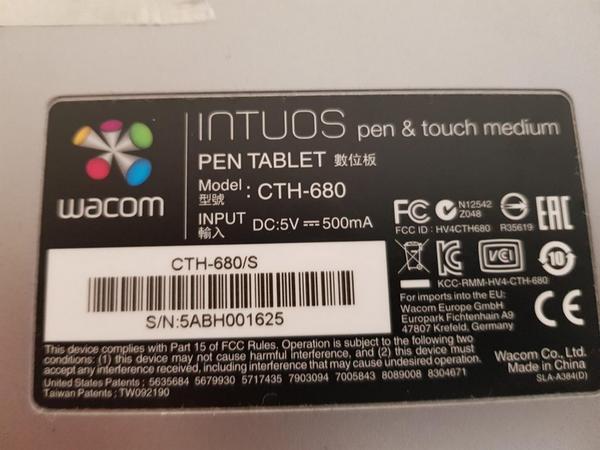 INTUOS pen & touch medium
PEN TABLET 數位板
wacom
Model : CTH-680
型號
INPUT DC:5V ⎓ 500mA
輸入
FC N12542
Z048
R35619
EAC
FCC ID : HV4CTH680
VCI
10
KCC-RMM-HV4-CTH-680
CTH-680/S
S/N:5ABH001625
For imports into the EU:
Wacom Europe GmbH
Europark Fichtenhain A9
47807 Krefeld, Germany
CE
This device complies with Part 15 of FCC Rules. Operation is subject to the following two
conditions: (1) this device may not cause harmful interference, and (2) this device must
accept any interference received, including interference that may cause undesired operation.
United States Patents ; 5635684 5679930 5717435 7903094 7005843 8089008 8304671
Taiwan Patents ; TW092190
Wacom Co., Ltd.
Made in China
SLA-A384(D)